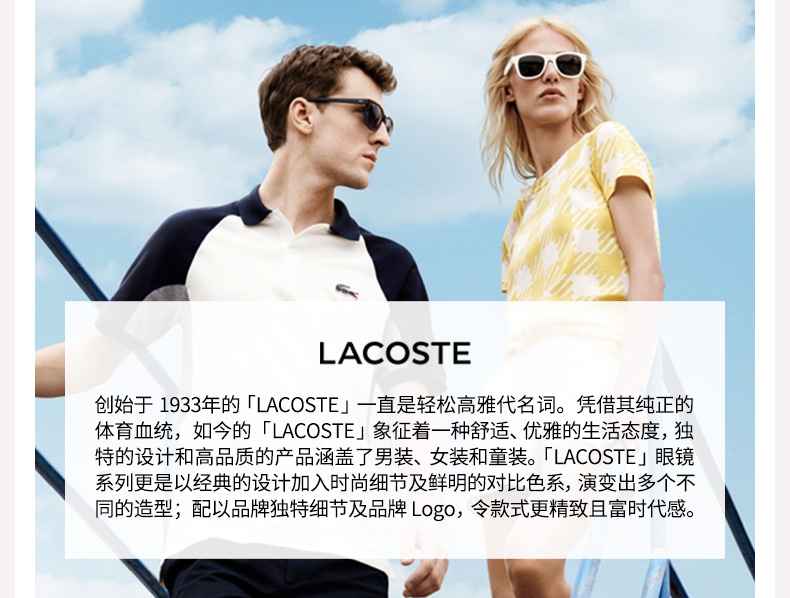 LACOSTE
创始于 1933年的「LACOSTE」一直是轻松高雅代名词。凭借其纯正的
体育血统，如今的「LACOSTE」象征着一种舒适、优雅的生活态度，独
特的设计和高品质的产品涵盖了男装、女装和童装。「LACOSTE」眼镜
系列更是以经典的设计加入时尚细节及鲜明的对比色系，演变出多个不
同的造型；配以品牌独特细节及品牌 Logo，令款式更精致且富时代感。